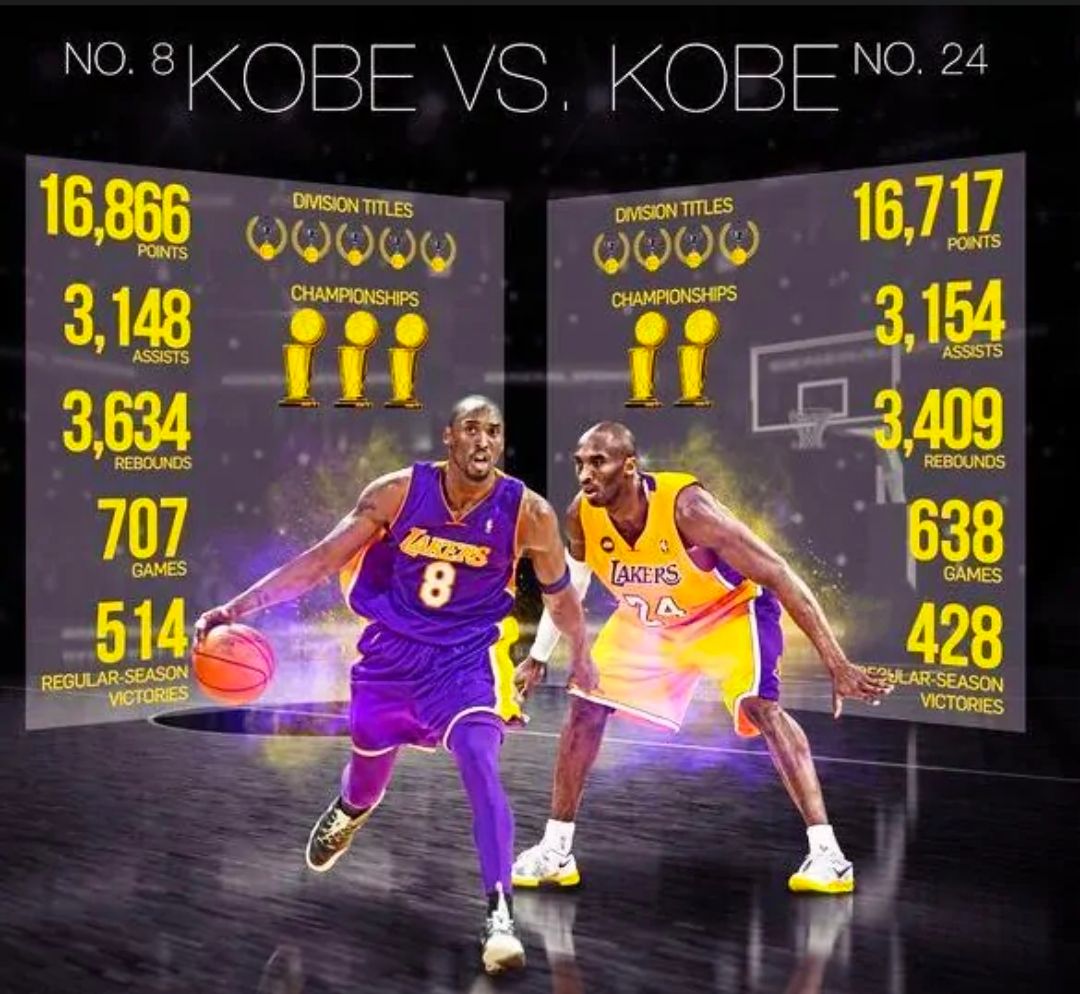 NO. 8 KOBE VS. KOBE NO. 24
16,866
POINTS
3,148
ASSISTS
3,634
REBOUNDS
707
GAMES
514
REGULAR-SEASON
VICTORIES
DIVISION TITLES
CHAMPIONSHIPS
DIVISION TITLES
CHAMPIONSHIPS
16,717
POINTS
3,154
ASSISTS
3,409
REBOUNDS
638
GAMES
428
REGULAR-SEASON
VICTORIES
LAKERS
8
LAKERS
24